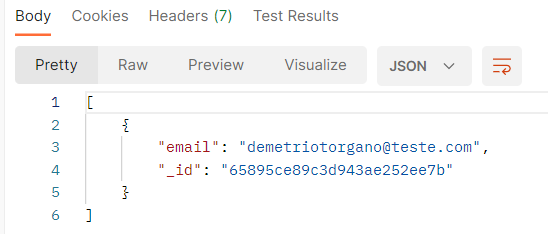 Body Cookies Headers (7) Test Results
Pretty Raw Preview Visualize JSON
1 [
2 {
3 "email": "demetriotorgano@teste.com",
4 "_id": "65895ce89c3d943ae252ee7b"
5 }
6 ]